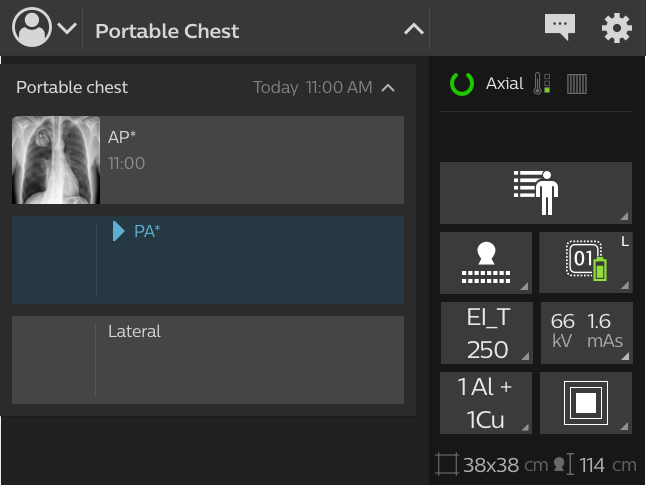 Portable Chest
Portable chest
Today 11:00 AM
AP*
11:00
PA*
Lateral
Axial
01
L
EI_T
250
66 1.6
kV mAs
1 Al +
1Cu
38x38 cm 114 cm